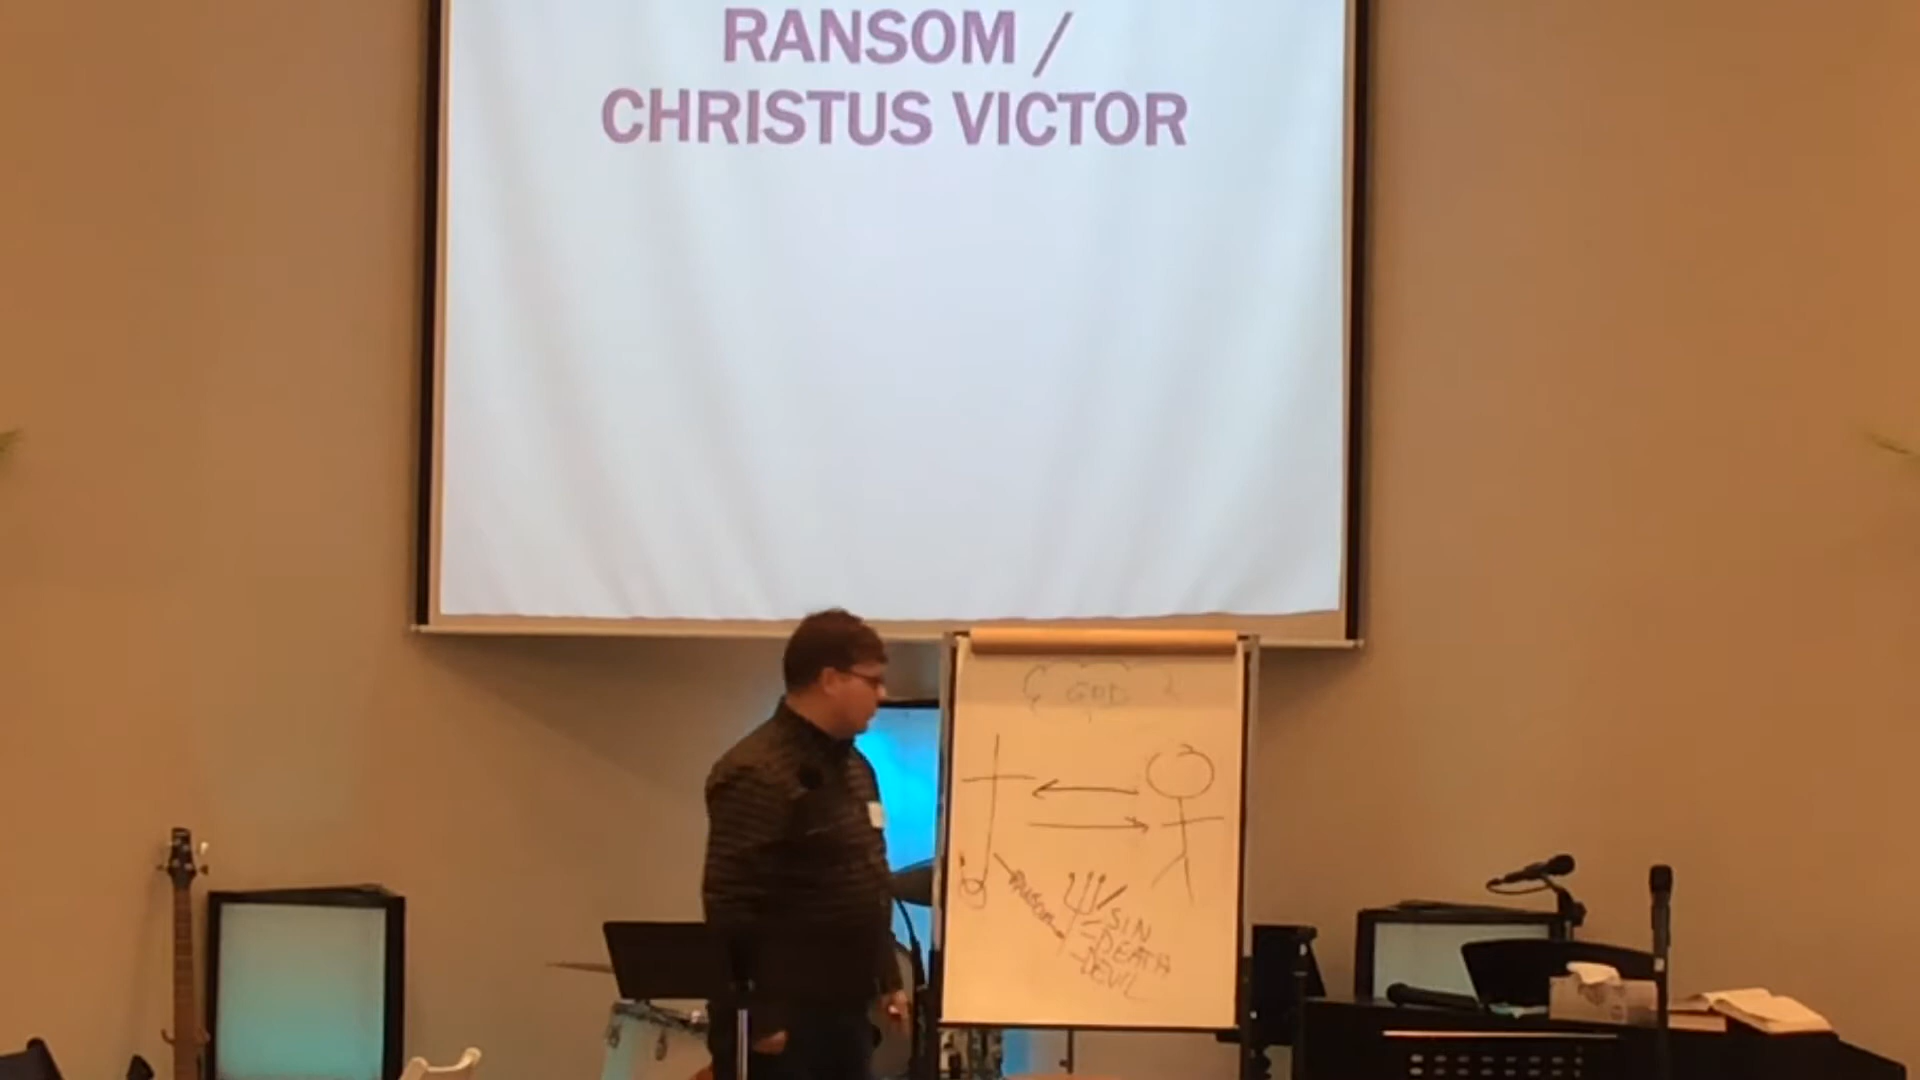 RANSOM /
CHRISTUS VICTOR
GOD
RANSOM
SIN
-DEATH
-DEVIL